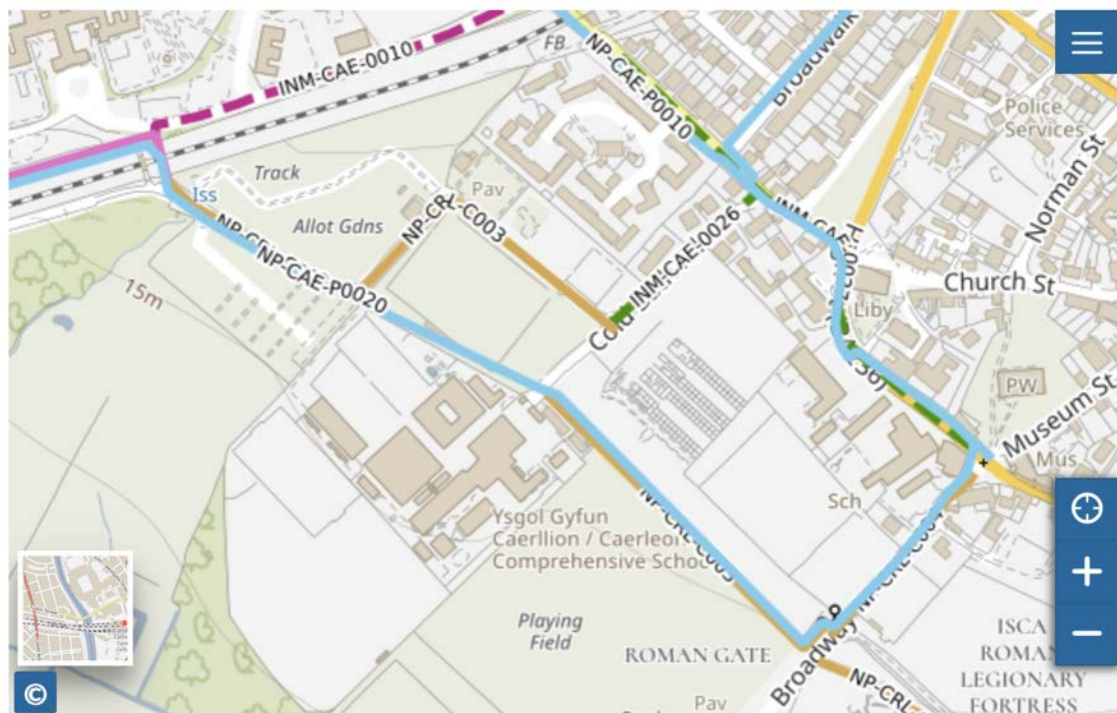 INM-CAE-0010
FB
NP-CAE-P0010
Broadwalk
Police
Services
Norman St
Track
Pav
Iss
Allot Gdns
NP-CRL-C003
INM-CAE-0026
Church St
NP-CAE-P0020
15m
Liby
PW
Museum St
Mus
Sch
Ysgol Gyfun
Caerllion / Caerleon
Comprehensive School
Playing
Field
ROMAN GATE
Broadway
ISCA
ROMAN
LEGIONARY
FORTRESS
NP-CRL
Pav
©